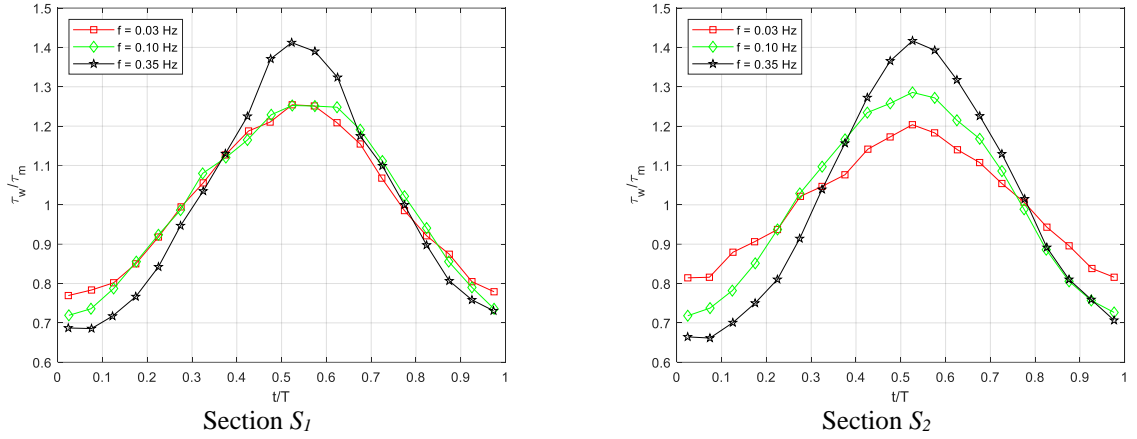 f = 0.03 Hz
f = 0.10 Hz
f = 0.35 Hz
1.5
1.4
1.3
1.2
1.1
1
0.9
0.8
0.7
0.6
τw/τm
0 0.1 0.2 0.3 0.4 0.5 0.6 0.7 0.8 0.9 1
t/T
Section S1
f = 0.03 Hz
f = 0.10 Hz
f = 0.35 Hz
1.5
1.4
1.3
1.2
1.1
1
0.9
0.8
0.7
0.6
τw/τm
0 0.1 0.2 0.3 0.4 0.5 0.6 0.7 0.8 0.9 1
t/T
Section S2